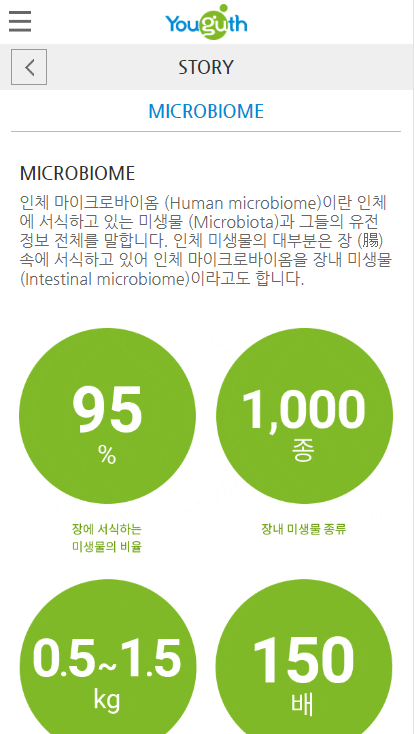 Youguth
STORY
MICROBIOME
MICROBIOME
인체 마이크로바이옴 (Human microbiome)이란 인체
에 서식하고 있는 미생물 (Microbiota)과 그들의 유전
정보 전체를 말합니다. 인체 미생물의 대부분은 장 (腸)
속에 서식하고 있어 인체 마이크로바이옴을 장내 미생물
(Intestinal microbiome)이라고도 합니다.
95
%
장에 서식하는
미생물의 비율
1,000
종
장내 미생물 종류
0.5~1.5
kg
150
배